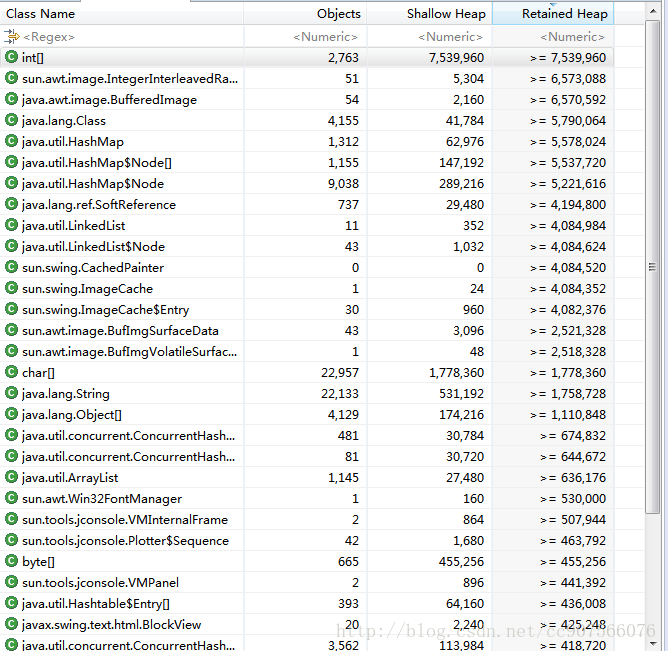 Class Name Objects Shallow Heap Retained Heap
<Regex> <Numeric> <Numeric> <Numeric>
int[] 2,763 7,539,960 >= 7,539,960
sun.awt.image.IntegerInterleavedRa... 51 5,304 >= 6,573,088
java.awt.image.BufferedImage 54 2,160 >= 6,570,592
java.lang.Class 4,155 41,784 >= 5,790,064
java.util.HashMap 1,312 62,976 >= 5,578,024
java.util.HashMap$Node[] 1,155 147,192 >= 5,537,720
java.util.HashMap$Node 9,038 289,216 >= 5,221,616
java.lang.ref.SoftReference 737 29,480 >= 4,194,800
java.util.LinkedList 11 352 >= 4,084,984
java.util.LinkedList$Node 43 1,032 >= 4,084,624
sun.swing.CachedPainter 0 0 >= 4,084,520
sun.swing.ImageCache 1 24 >= 4,084,352
sun.swing.ImageCache$Entry 30 960 >= 4,082,376
sun.awt.image.BufImgSurfaceData 43 3,096 >= 2,521,328
sun.awt.image.BufImgVolatileSurfac... 1 48 >= 2,518,328
char[] 22,957 1,778,360 >= 1,778,360
java.lang.String 22,133 531,192 >= 1,758,728
java.lang.Object[] 4,129 174,216 >= 1,110,848
java.util.concurrent.ConcurrentHash... 481 30,784 >= 674,832
java.util.concurrent.ConcurrentHash... 81 30,720 >= 644,672
java.util.ArrayList 1,145 27,480 >= 636,176
sun.awt.Win32FontManager 1 160 >= 530,000
sun.tools.jconsole.VMInternalFrame 2 864 >= 507,944
sun.tools.jconsole.Plotter$Sequence 42 1,680 >= 463,792
byte[] 665 455,256 >= 455,256
sun.tools.jconsole.VMPanel 2 896 >= 441,392
java.util.Hashtable$Entry[] 393 64,160 >= 436,008
javax.swing.text.html.BlockView 20 2,240 >= 425,248
http://blog.csdn.net/cc907566076
java.util.concurrent.ConcurrentHash... 3,562 113,984 >= 418,720